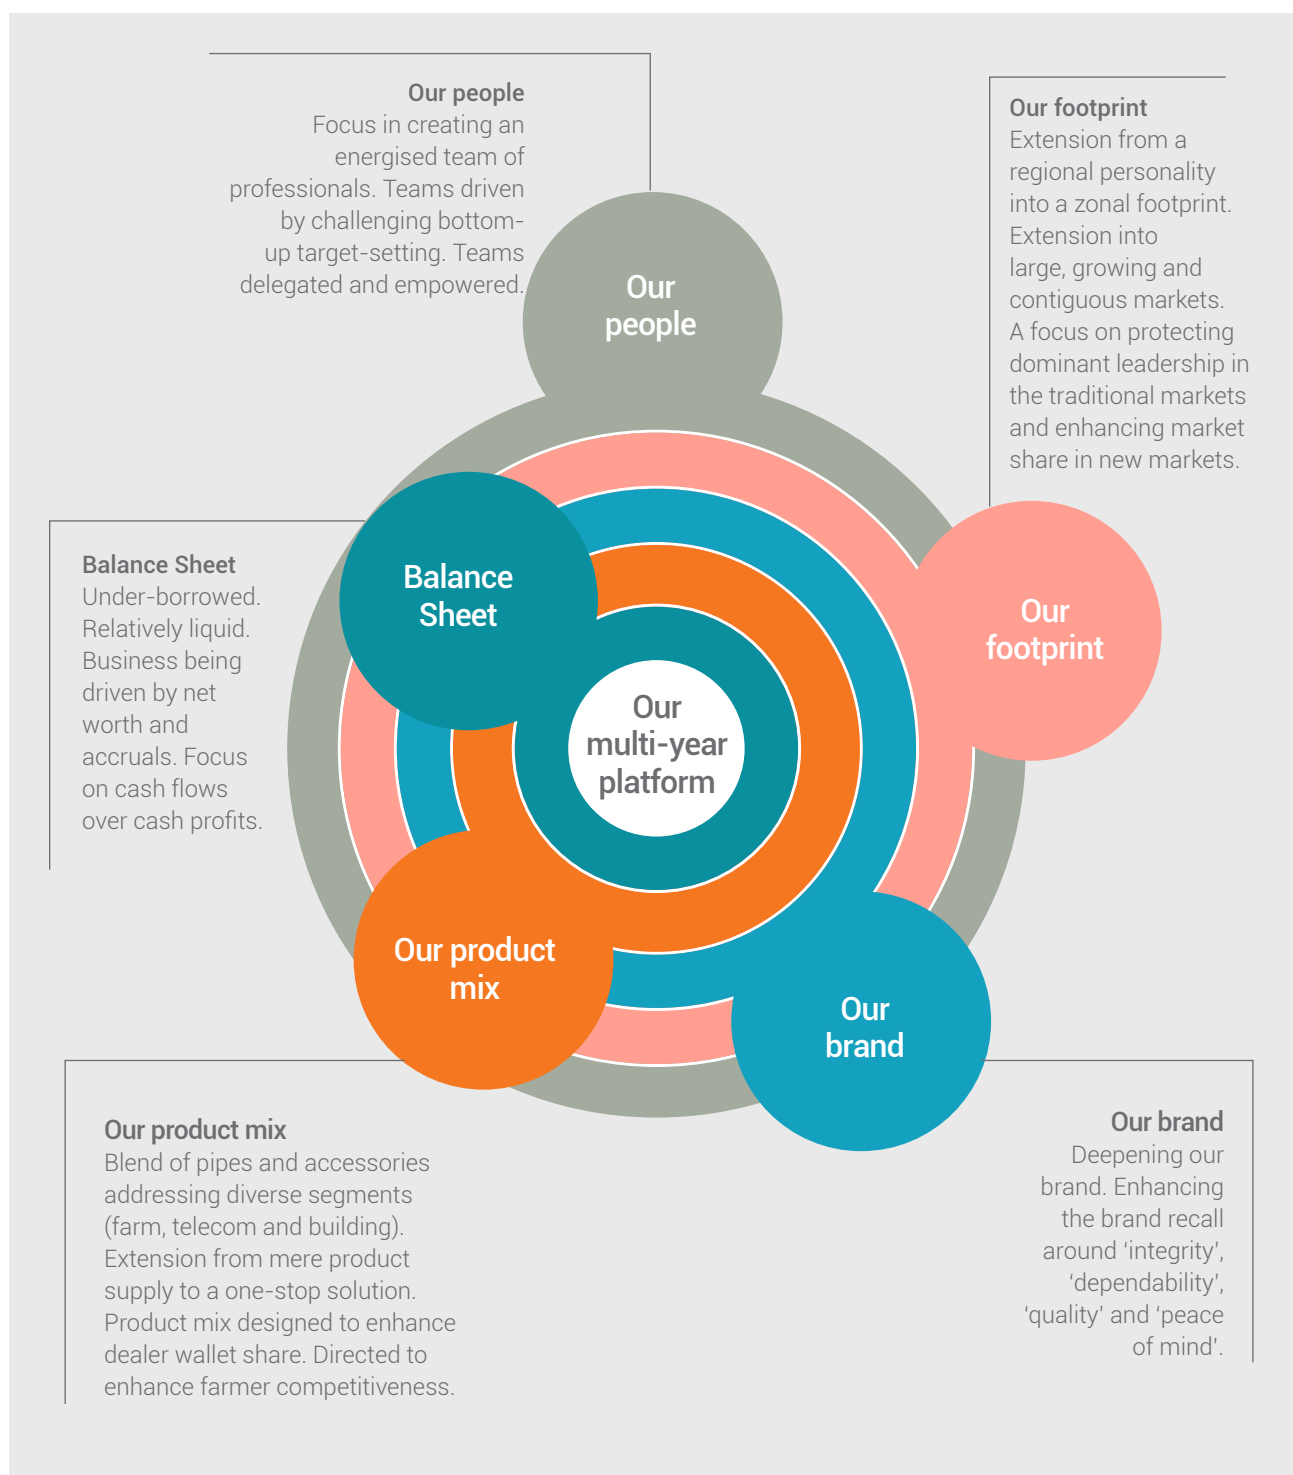 Our people
Focus in creating an
energised team of
professionals. Teams driven
by challenging bottom-
up target-setting. Teams
delegated and empowered.
Our footprint
Extension from a
regional personality
into a zonal footprint.
Extension into
large, growing and
contiguous markets.
A focus on protecting
dominant leadership in
the traditional markets
and enhancing market
share in new markets.
Our
people
Balance Sheet
Under-borrowed.
Relatively liquid.
Business being
driven by net
worth and
accruals. Focus
on cash flows
over cash profits.
Balance
Sheet
Our
footprint
Our
multi-year
platform
Our product
mix
Our
brand
Our product mix
Blend of pipes and accessories
addressing diverse segments
(farm, telecom and building).
Extension from mere product
supply to a one-stop solution.
Product mix designed to enhance
dealer wallet share. Directed to
enhance farmer competitiveness.
Our brand
Deepening our
brand. Enhancing
the brand recall
around ‘integrity’,
‘dependability’,
‘quality’ and ‘peace
of mind’.